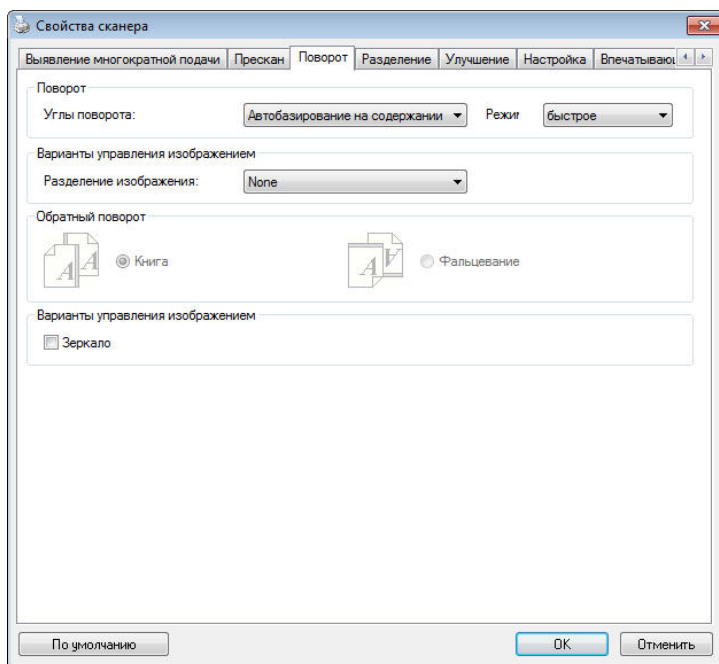 Свойства сканера
Выявление многократной подачи Прескан Поворот Разделение Улучшение Настройка Впечатываю
Поворот
Углы поворота: Автобазирование на содержании Режи быстрое
Варианты управления изображением
Разделение изображения: None
Обратный поворот
A A Книга A A Фальцевание
Варианты управления изображением
Зеркало
По умолчанию OK Отменить